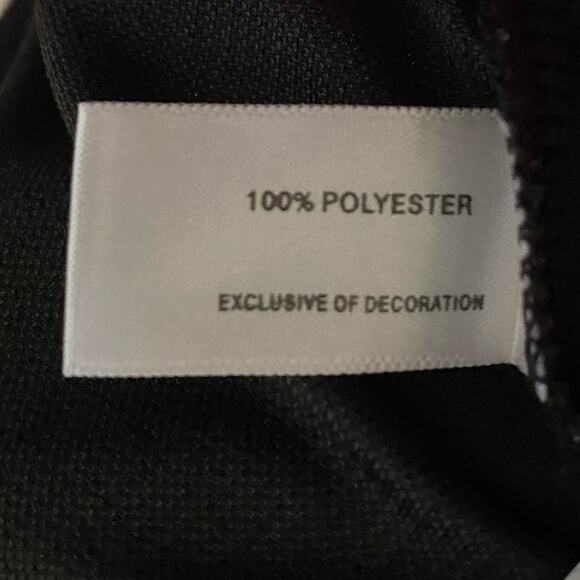 100% POLYESTER
EXCLUSIVE OF DECORATION